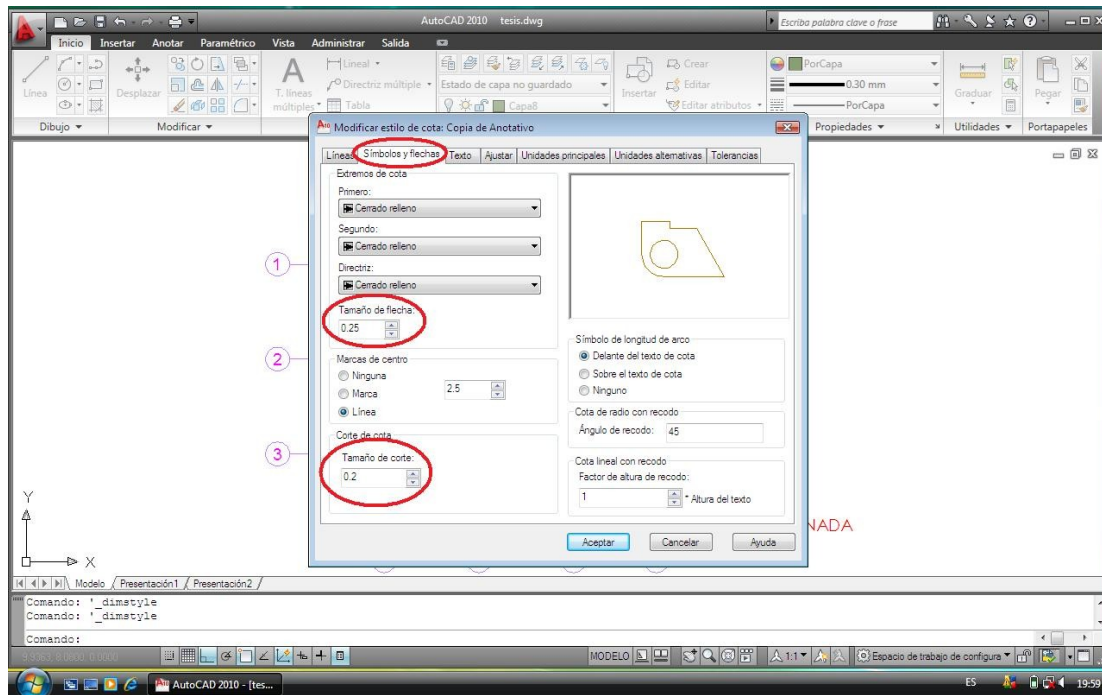 AutoCAD 2010 tesis.dwg
Escriba palabra clave o frase
Inicio Insertar Anotar Paramétrico Vista Administrar Salida
Línea
Desplazar
A
T. líneas múltiples
Lineal
Directriz múltiple
Tabla
Estado de capa no guardado
Capa8
Insertar
Crear
Editar
Editar atributos
PorCapa
0.30 mm
PorCapa
Graduar
Pegar
Dibujo Modificar Propiedades Utilidades Portapapeles
Modificar estilo de cota: Copia de Anotativo
Líneas Símbolos y flechas Texto Ajustar Unidades principales Unidades alternativas Tolerancias
Extremos de cota
Primero:
Cerrado relleno
Segundo:
Cerrado relleno
Directriz:
Cerrado relleno
Tamaño de flecha:
0.25
Marcas de centro
Ninguna
Marca
Línea
2.5
Corte de cota
Tamaño de corte:
0.2
Símbolo de longitud de arco
Delante del texto de cota
Sobre el texto de cota
Ninguno
Cota de radio con recodo
Ángulo de recodo: 45
Cota lineal con recodo
Factor de altura de recodo:
1 * Altura del texto
Aceptar Cancelar Ayuda
1
2
3
NADA
Y
X
Modelo Presentación1 Presentación2
Comando: '_dimstyle
Comando: '_dimstyle
Comando:
MODELO 1:1 Espacio de trabajo de configura
AutoCAD 2010 - [tes...
ES 19:59